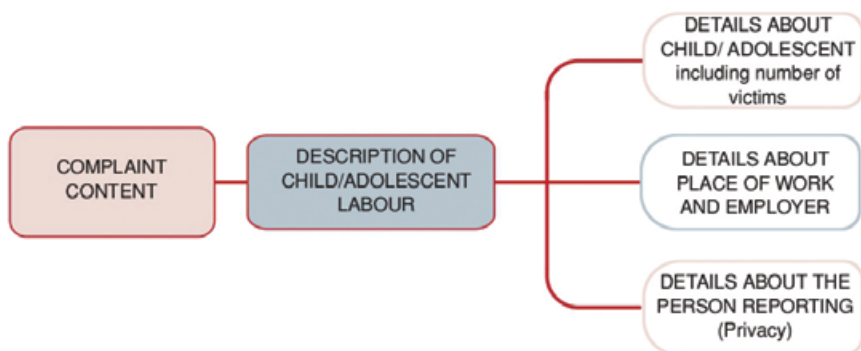 COMPLAINT
CONTENT
DESCRIPTION OF
CHILD/ADOLESCENT
LABOUR
DETAILS ABOUT
CHILD/ ADOLESCENT
including number of
victims
DETAILS ABOUT
PLACE OF WORK
AND EMPLOYER
DETAILS ABOUT THE
PERSON REPORTING
(Privacy)